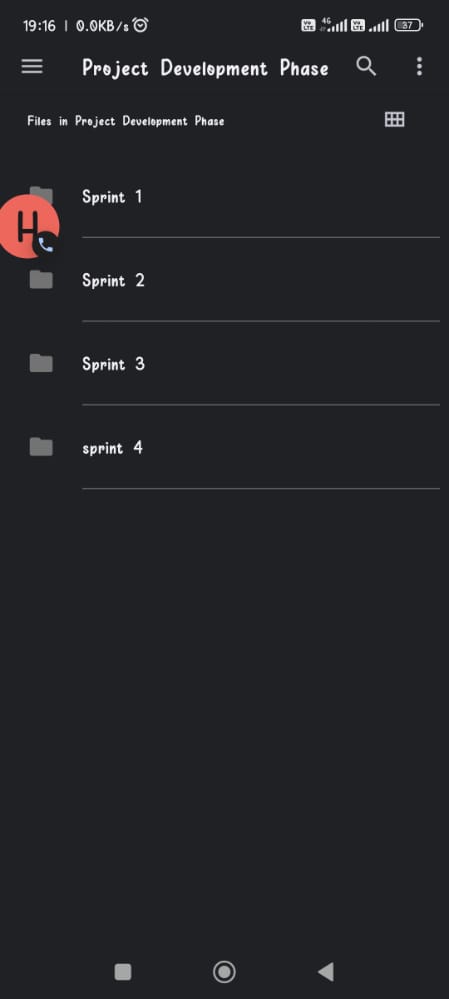 19:16 | 0.0KB/s Vo LTE 4G Vo LTE 37
Project Development Phase
Files in Project Development Phase
Sprint 1
H
Sprint 2
Sprint 3
sprint 4